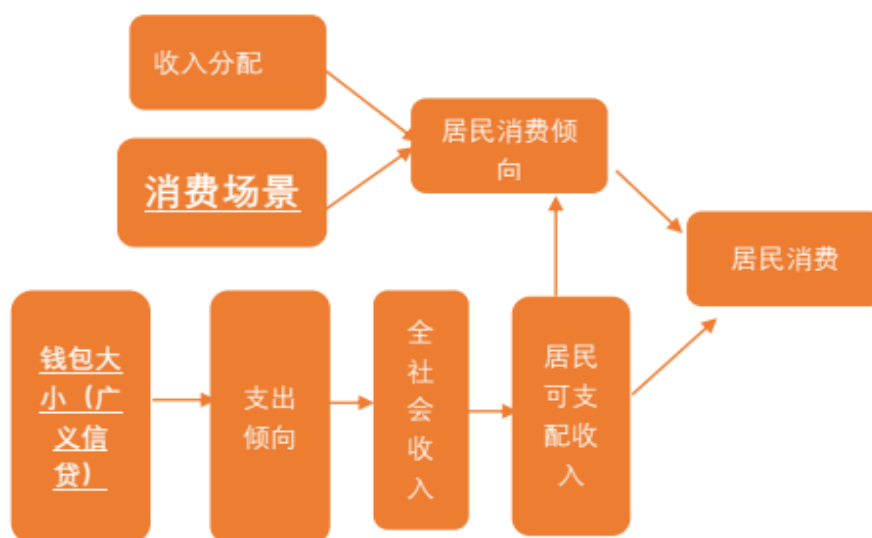 收入分配
消费场景
居民消费倾
向
居民消费
钱包大
小（广
义信
贷）
支出
倾向
全
社
会
收
入
居民
可支
配收
入